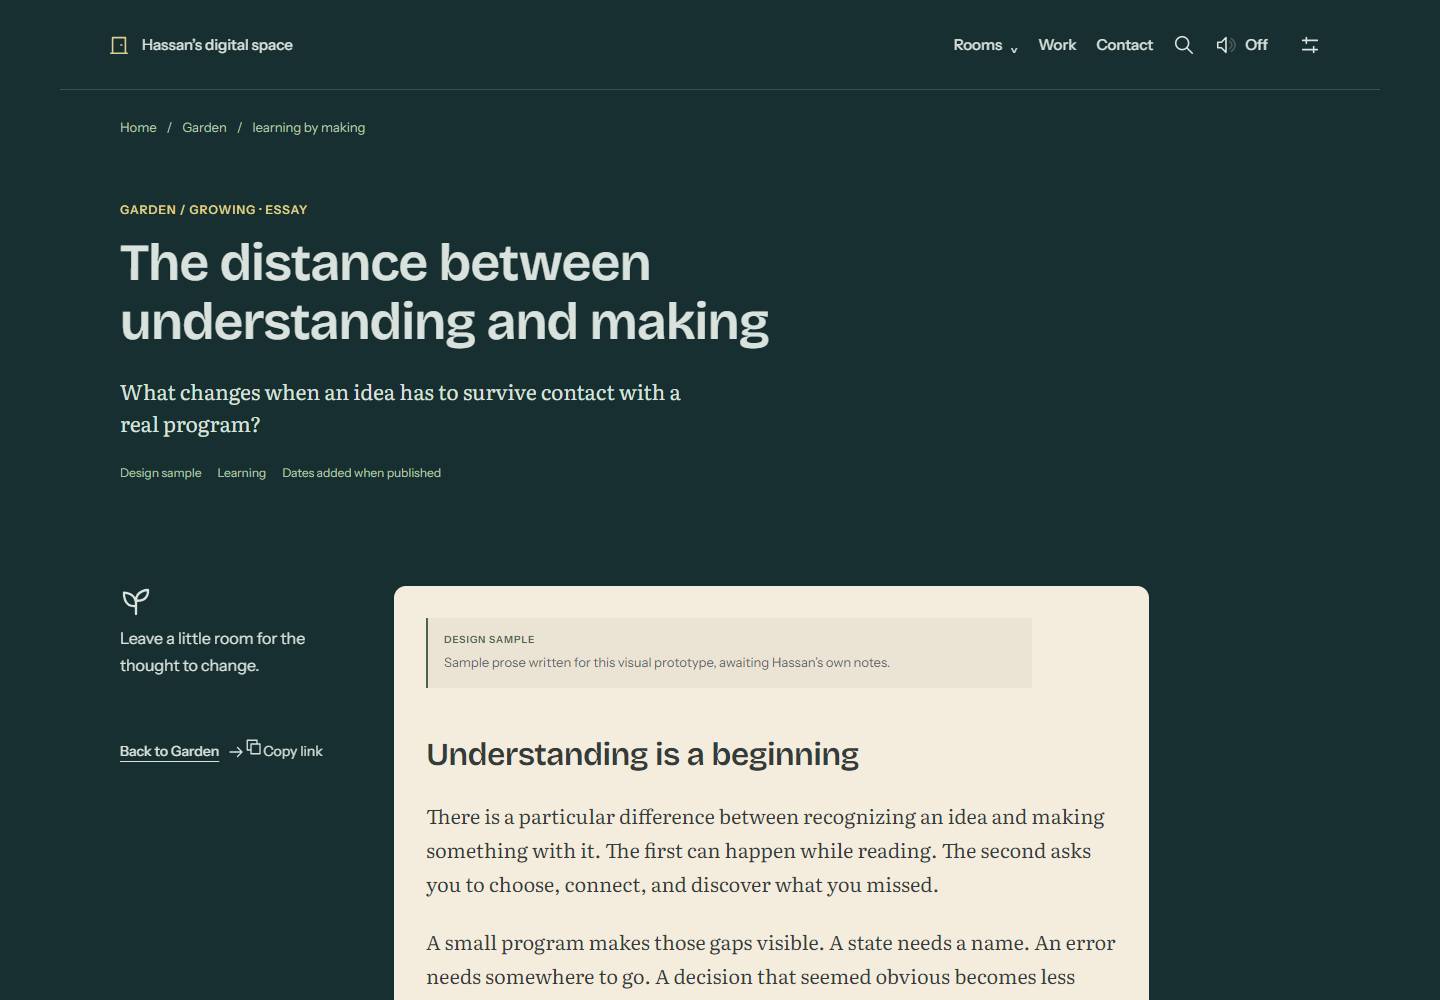 Hassan's digital space
Rooms Work Contact Off
Home / Garden / learning by making
GARDEN / GROWING · ESSAY
The distance between
understanding and making
What changes when an idea has to survive contact with a
real program?
Design sample Learning Dates added when published
Leave a little room for the
thought to change.
Back to Garden → Copy link
DESIGN SAMPLE
Sample prose written for this visual prototype, awaiting Hassan's own notes.
Understanding is a beginning
There is a particular difference between recognizing an idea and making
something with it. The first can happen while reading. The second asks
you to choose, connect, and discover what you missed.
A small program makes those gaps visible. A state needs a name. An error
needs somewhere to go. A decision that seemed obvious becomes less